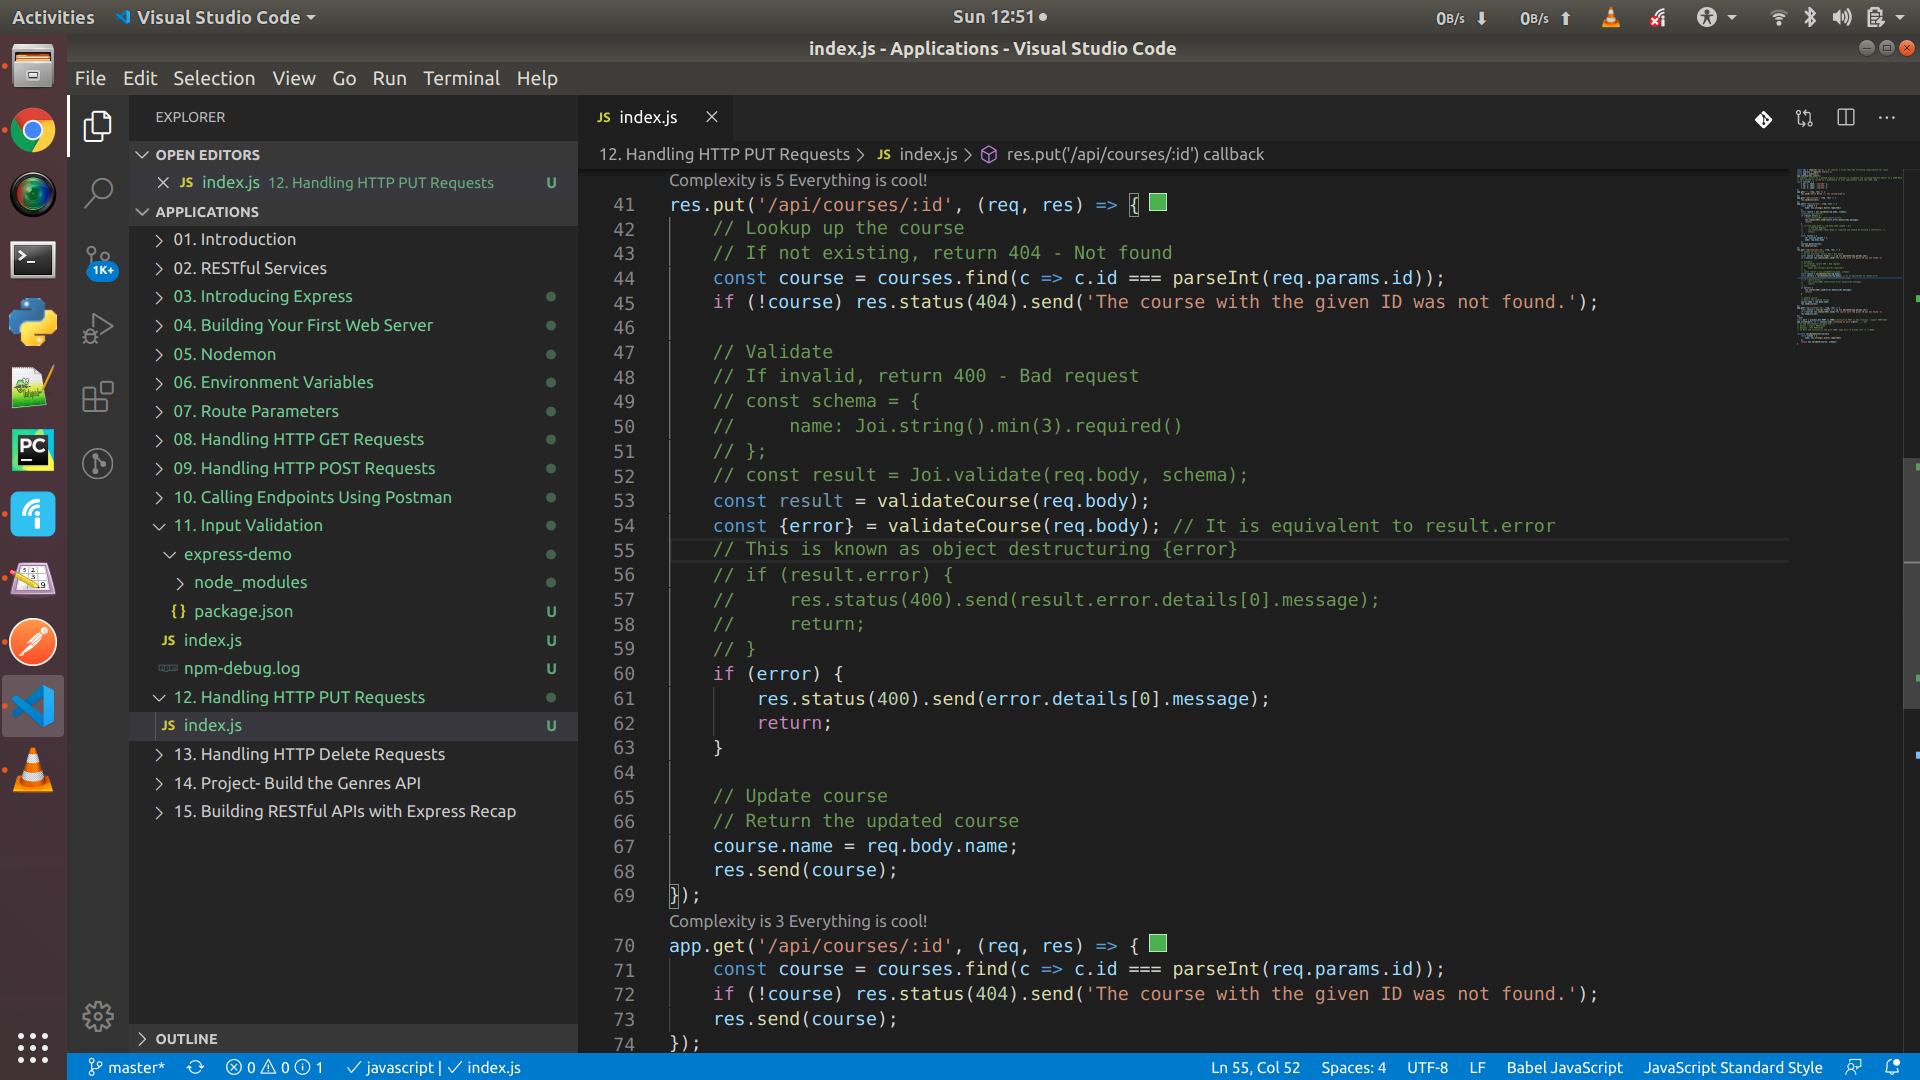 Activities
Visual Studio Code
Sun 12:51
0B/s
0B/s
index.js - Applications - Visual Studio Code
File Edit Selection View Go Run Terminal Help
EXPLORER
OPEN EDITORS
JS index.js 12. Handling HTTP PUT Requests U
APPLICATIONS
01. Introduction
02. RESTful Services
03. Introducing Express
04. Building Your First Web Server
05. Nodemon
06. Environment Variables
07. Route Parameters
08. Handling HTTP GET Requests
09. Handling HTTP POST Requests
10. Calling Endpoints Using Postman
11. Input Validation
express-demo
node_modules
{} package.json U
JS index.js U
npm-debug.log U
12. Handling HTTP PUT Requests
JS index.js U
13. Handling HTTP Delete Requests
14. Project- Build the Genres API
15. Building RESTful APIs with Express Recap
OUTLINE
1K+
PC
JS index.js
12. Handling HTTP PUT Requests > JS index.js > res.put('/api/courses/:id') callback
Complexity is 5 Everything is cool!
41 res.put('/api/courses/:id', (req, res) => {
42 // Lookup up the course
43 // If not existing, return 404 - Not found
44 const course = courses.find(c => c.id === parseInt(req.params.id));
45 if (!course) res.status(404).send('The course with the given ID was not found.');
46
47 // Validate
48 // If invalid, return 400 - Bad request
49 // const schema = {
50 //     name: Joi.string().min(3).required()
51 // };
52 // const result = Joi.validate(req.body, schema);
53 const result = validateCourse(req.body);
54 const {error} = validateCourse(req.body); // It is equivalent to result.error
55 // This is known as object destructuring {error}
56 // if (result.error) {
57 //     res.status(400).send(result.error.details[0].message);
58 //     return;
59 // }
60 if (error) {
61 res.status(400).send(error.details[0].message);
62 return;
63 }
64
65 // Update course
66 // Return the updated course
67 course.name = req.body.name;
68 res.send(course);
69 });
Complexity is 3 Everything is cool!
70 app.get('/api/courses/:id', (req, res) => {
71 const course = courses.find(c => c.id === parseInt(req.params.id));
72 if (!course) res.status(404).send('The course with the given ID was not found.');
73 res.send(course);
74 });
master* 0 0 1 javascript | index.js
Ln 55, Col 52 Spaces: 4 UTF-8 LF Babel JavaScript JavaScript Standard Style